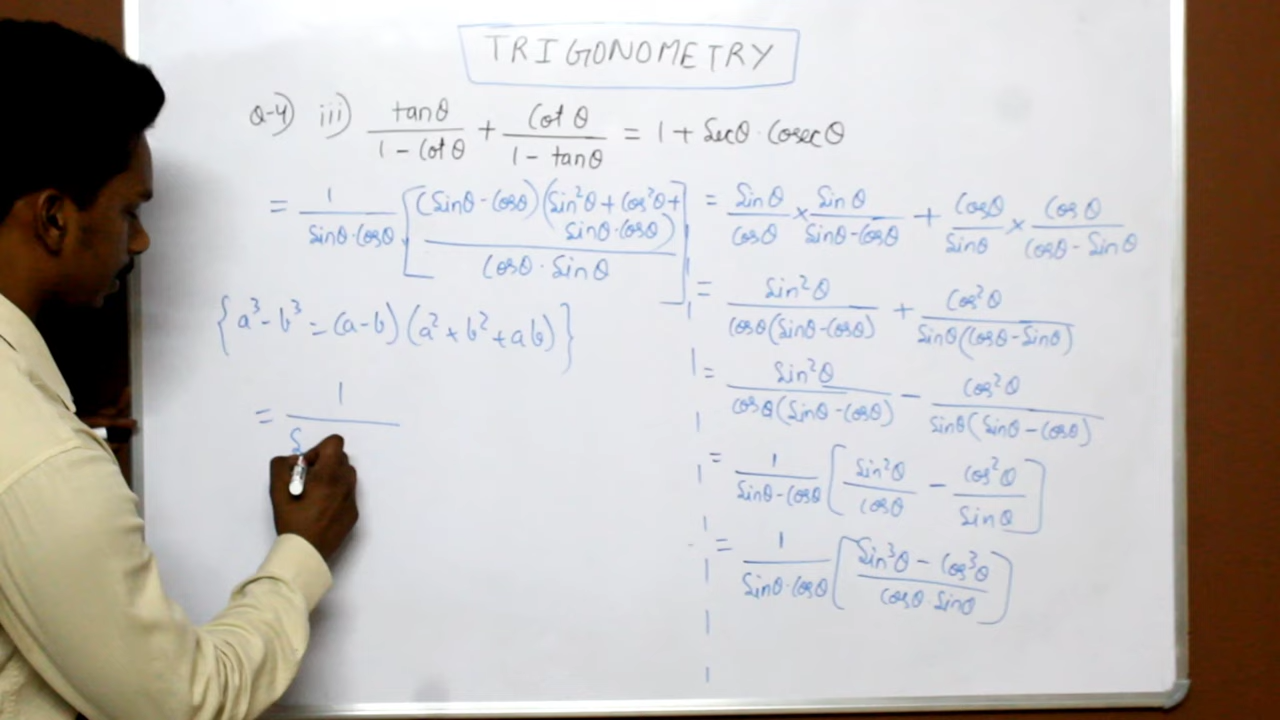 TRIGONOMETRY
Q-4) iii) tanθ/(1 - Cotθ) + Cotθ/(1 - tanθ) = 1 + Secθ · Cosecθ
= Sinθ/Cosθ × Sinθ/(Sinθ - Cosθ) + Cosθ/Sinθ × Cosθ/(Cosθ - Sinθ)
= Sin²θ/(Cosθ(Sinθ - Cosθ)) + Cos²θ/(Sinθ(Cosθ - Sinθ))
= Sin²θ/(Cosθ(Sinθ - Cosθ)) - Cos²θ/(Sinθ(Sinθ - Cosθ))
= 1/(Sinθ - Cosθ) [Sin²θ/Cosθ - Cos²θ/Sinθ]
= 1/(Sinθ · Cosθ) [(Sin³θ - Cos³θ)/(Cosθ · Sinθ)]
= 1/(Sinθ · Cosθ) [(Sinθ - Cosθ)(Sin²θ + Cos²θ + Sinθ · Cosθ)/(Cosθ · Sinθ)]
{a³ - b³ = (a - b)(a² + b² + ab)}
= 1/S